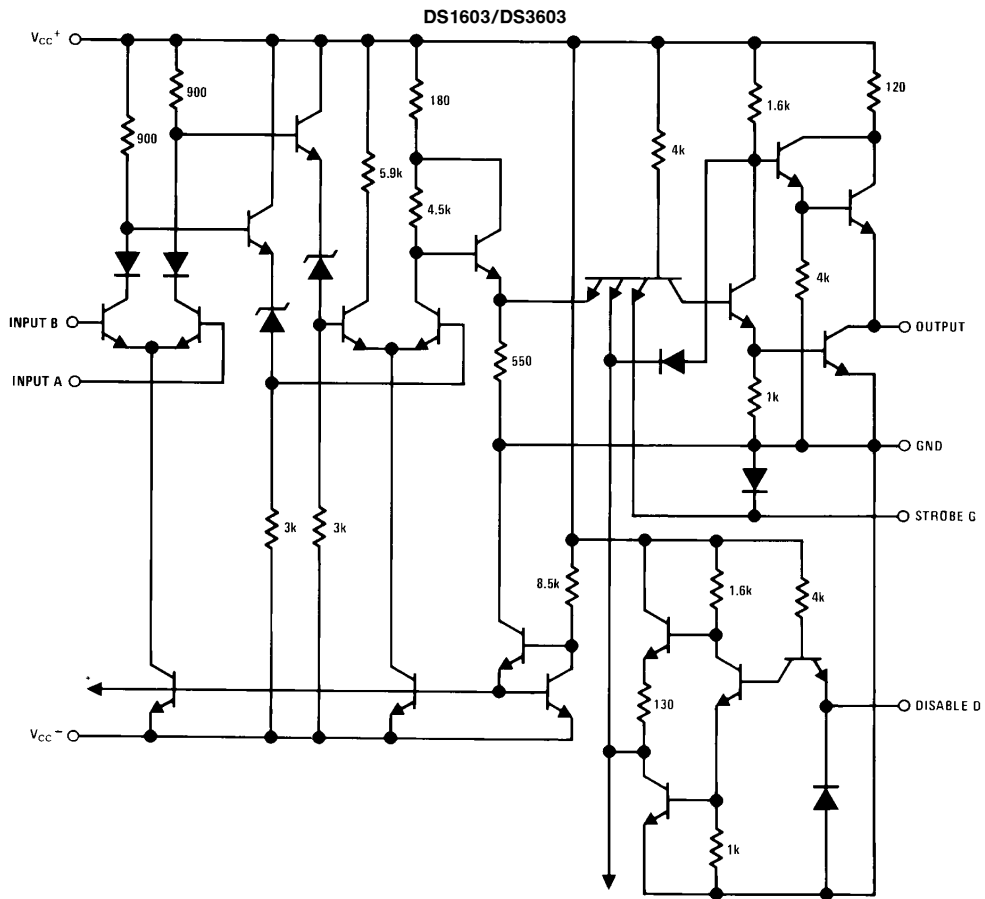 DS1603/DS3603
VCC+
900
900
180
120
1.6k
4k
5.9k
4.5k
4k
INPUT B
INPUT A
OUTPUT
550
1k
GND
STROBE G
3k
3k
8.5k
1.6k
4k
*
130
DISABLE D
VCC−
1k